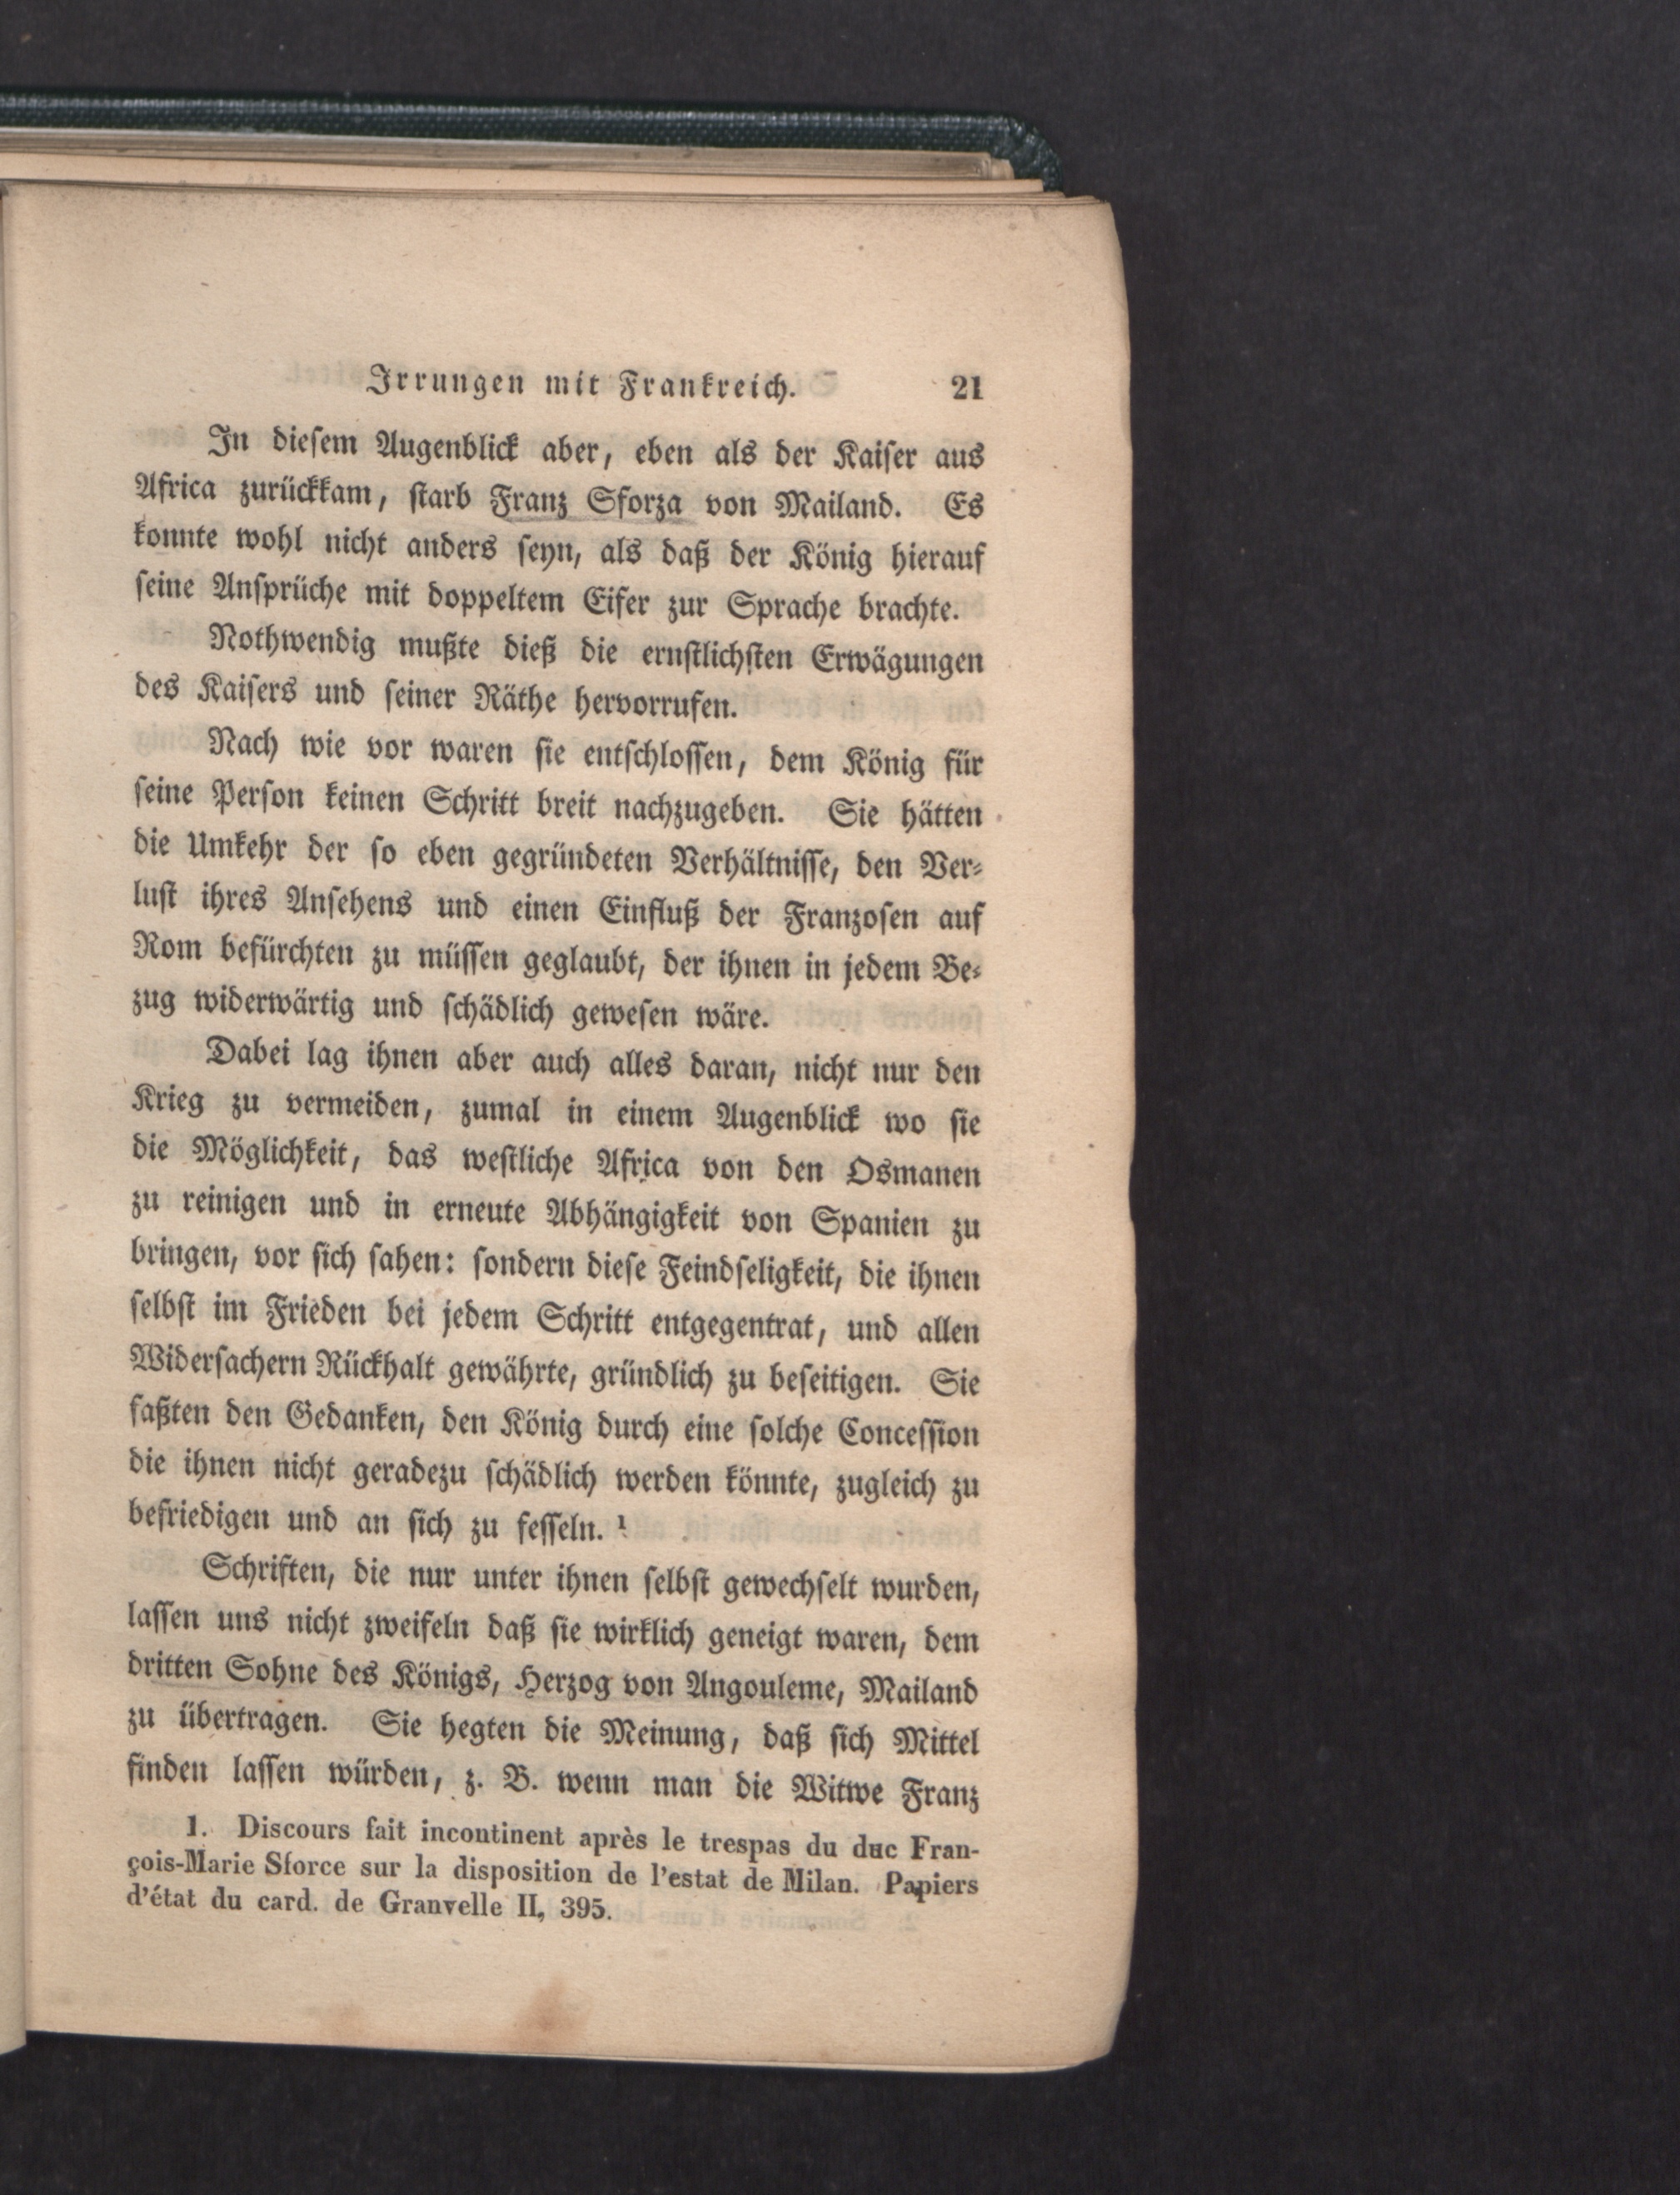 Irrungen mit Frankreich. 21
In dieſem Augenblick aber, eben als der Kaiſer aus
Africa zurückkam, ſtarb Franz Sforza von Mailand. Es
konnte wohl nicht anders ſeyn, als daß der König hierauf
ſeine Anſprüche mit doppeltem Eifer zur Sprache brachte.
Nothwendig mußte dieß die ernſtlichſten Erwägungen
des Kaiſers und ſeiner Räthe hervorrufen.
Nach wie vor waren ſie entſchloſſen, dem König für
ſeine Perſon keinen Schritt breit nachzugeben. Sie hätten
die Umkehr der ſo eben gegründeten Verhältniſſe, den Ver-
luſt ihres Anſehens und einen Einfluß der Franzoſen auf
Rom befürchten zu müſſen geglaubt, der ihnen in jedem Be-
zug widerwärtig und ſchädlich geweſen wäre.
Dabei lag ihnen aber auch alles daran, nicht nur den
Krieg zu vermeiden, zumal in einem Augenblick wo ſie
die Möglichkeit, das weſtliche Africa von den Osmanen
zu reinigen und in erneute Abhängigkeit von Spanien zu
bringen, vor ſich ſahen: ſondern dieſe Feindſeligkeit, die ihnen
ſelbſt im Frieden bei jedem Schritt entgegentrat, und allen
Widerſachern Rückhalt gewährte, gründlich zu beſeitigen. Sie
faßten den Gedanken, den König durch eine ſolche Conceſſion
die ihnen nicht geradezu ſchädlich werden könnte, zugleich zu
befriedigen und an ſich zu feſſeln. ¹
Schriften, die nur unter ihnen ſelbſt gewechſelt wurden,
laſſen uns nicht zweifeln daß ſie wirklich geneigt waren, dem
dritten Sohne des Königs, Herzog von Angouleme, Mailand
zu übertragen. Sie hegten die Meinung, daß ſich Mittel
finden laſſen würden, z. B. wenn man die Witwe Franz
1. Discours fait incontinent après le trespas du duc Fran-
çois-Marie Sforce sur la disposition de l'estat de Milan. Papiers
d'état du card. de Granvelle II, 395.